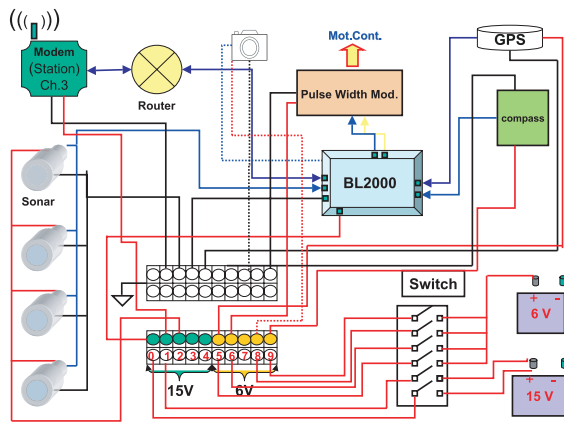 ((( )))
Modem
(Station)
Ch.3
Router
Mot.Cont.
Pulse Width Mod.
GPS
compass
BL2000
Sonar
Switch
0 1 2 3 4 5 6 7 8 9
15V
6V
+ -
6 V
+ -
15 V